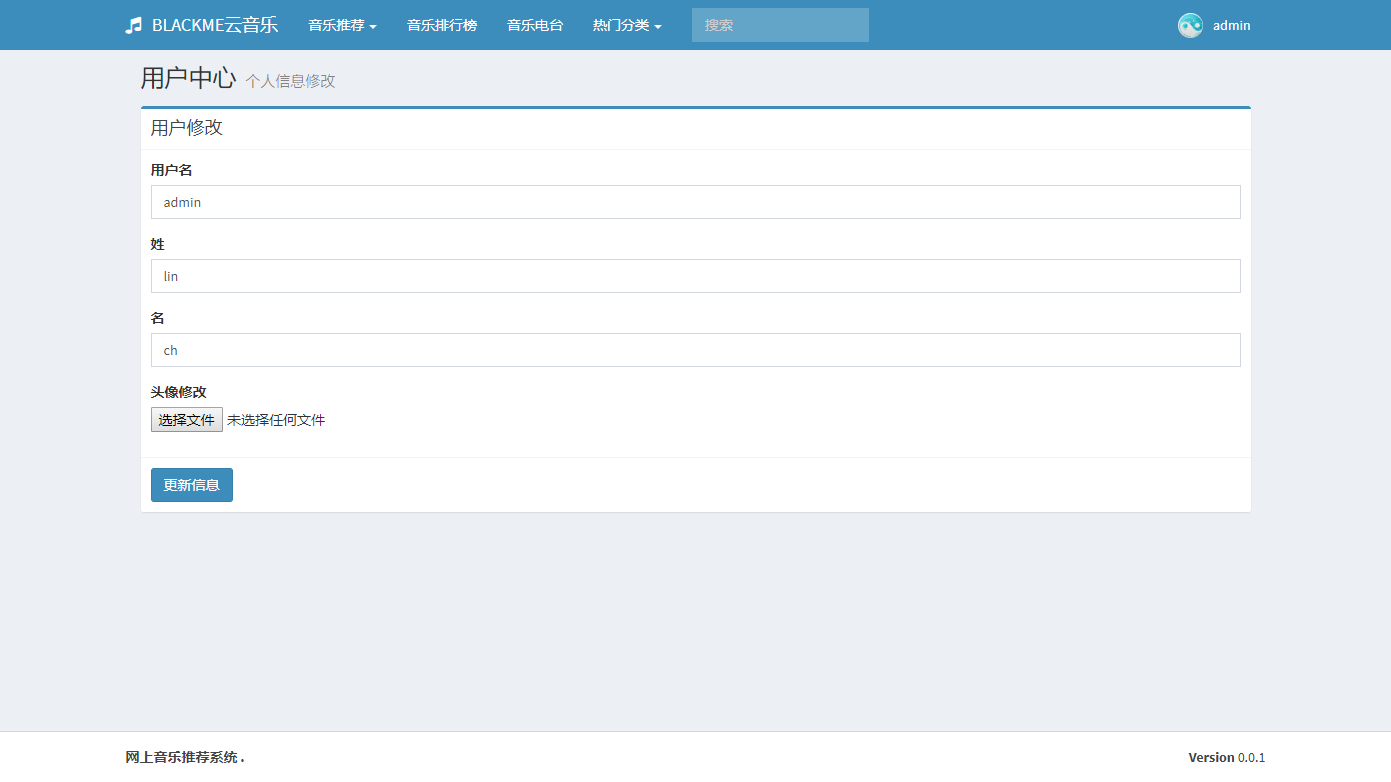 BLACKME云音乐 音乐推荐 音乐排行榜 音乐电台 热门分类 搜索 admin
用户中心 个人信息修改
用户修改
用户名
admin
姓
lin
名
ch
头像修改
选择文件 未选择任何文件
更新信息
网上音乐推荐系统 . Version 0.0.1